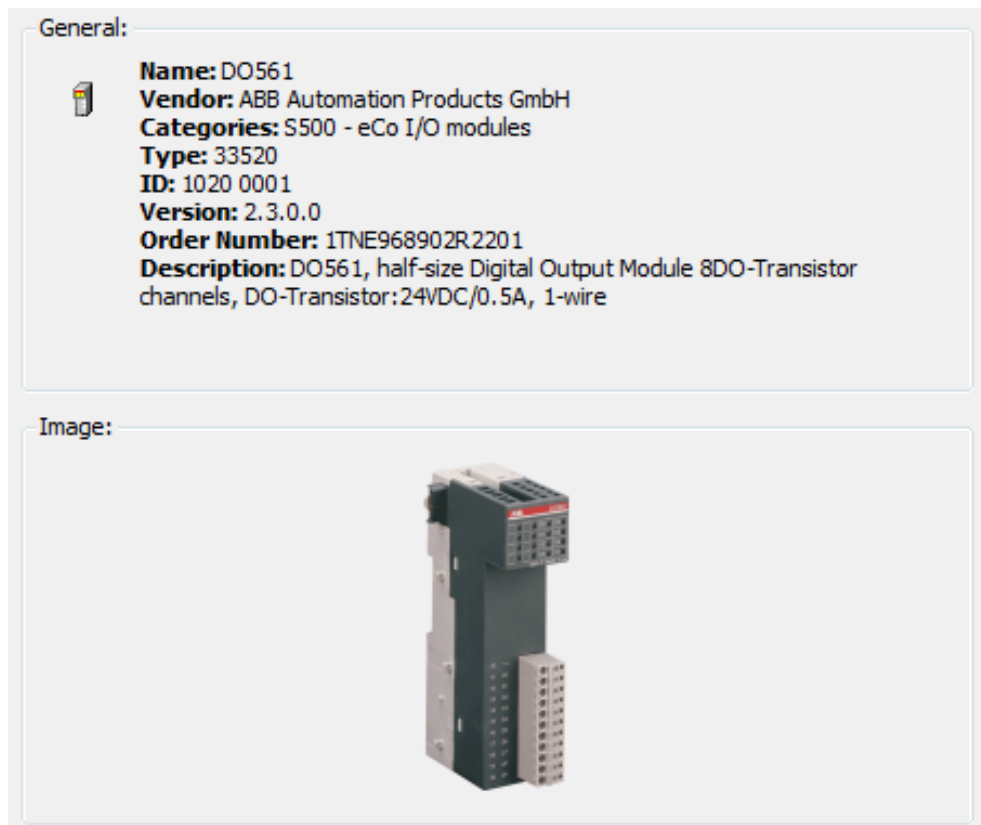 General:
Name: DO561
Vendor: ABB Automation Products GmbH
Categories: S500 - eCo I/O modules
Type: 33520
ID: 1020 0001
Version: 2.3.0.0
Order Number: 1TNE968902R2201
Description: DO561, half-size Digital Output Module 8DO-Transistor
channels, DO-Transistor:24VDC/0.5A, 1-wire
Image: